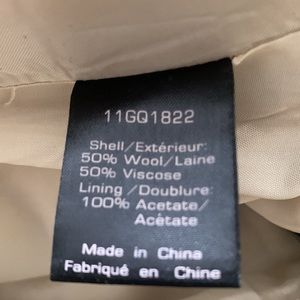 11GQ1822
Shell/Extérieur:
50% Wool/Laine
50% Viscose
Lining /Doublure:
100% Acetate/
Acétate
Made in China
Fabriqué en Chine